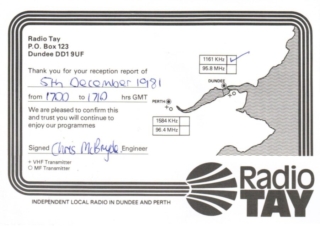 Radio Tay
P.O. Box 123
Dundee DD1 9UF
Thank you for your reception report of
5th December 1981
from 1700 to 1710 hrs GMT
We are pleased to confirm this
and trust you will continue to
enjoy our programmes
Signed Chris McBryde Engineer
+ VHF Transmitter
○ MF Transmitter
1161 KHz ✓
95.8 MHz
DUNDEE
PERTH
1584 KHz
96.4 MHz
Radio
TAY
INDEPENDENT LOCAL RADIO IN DUNDEE AND PERTH